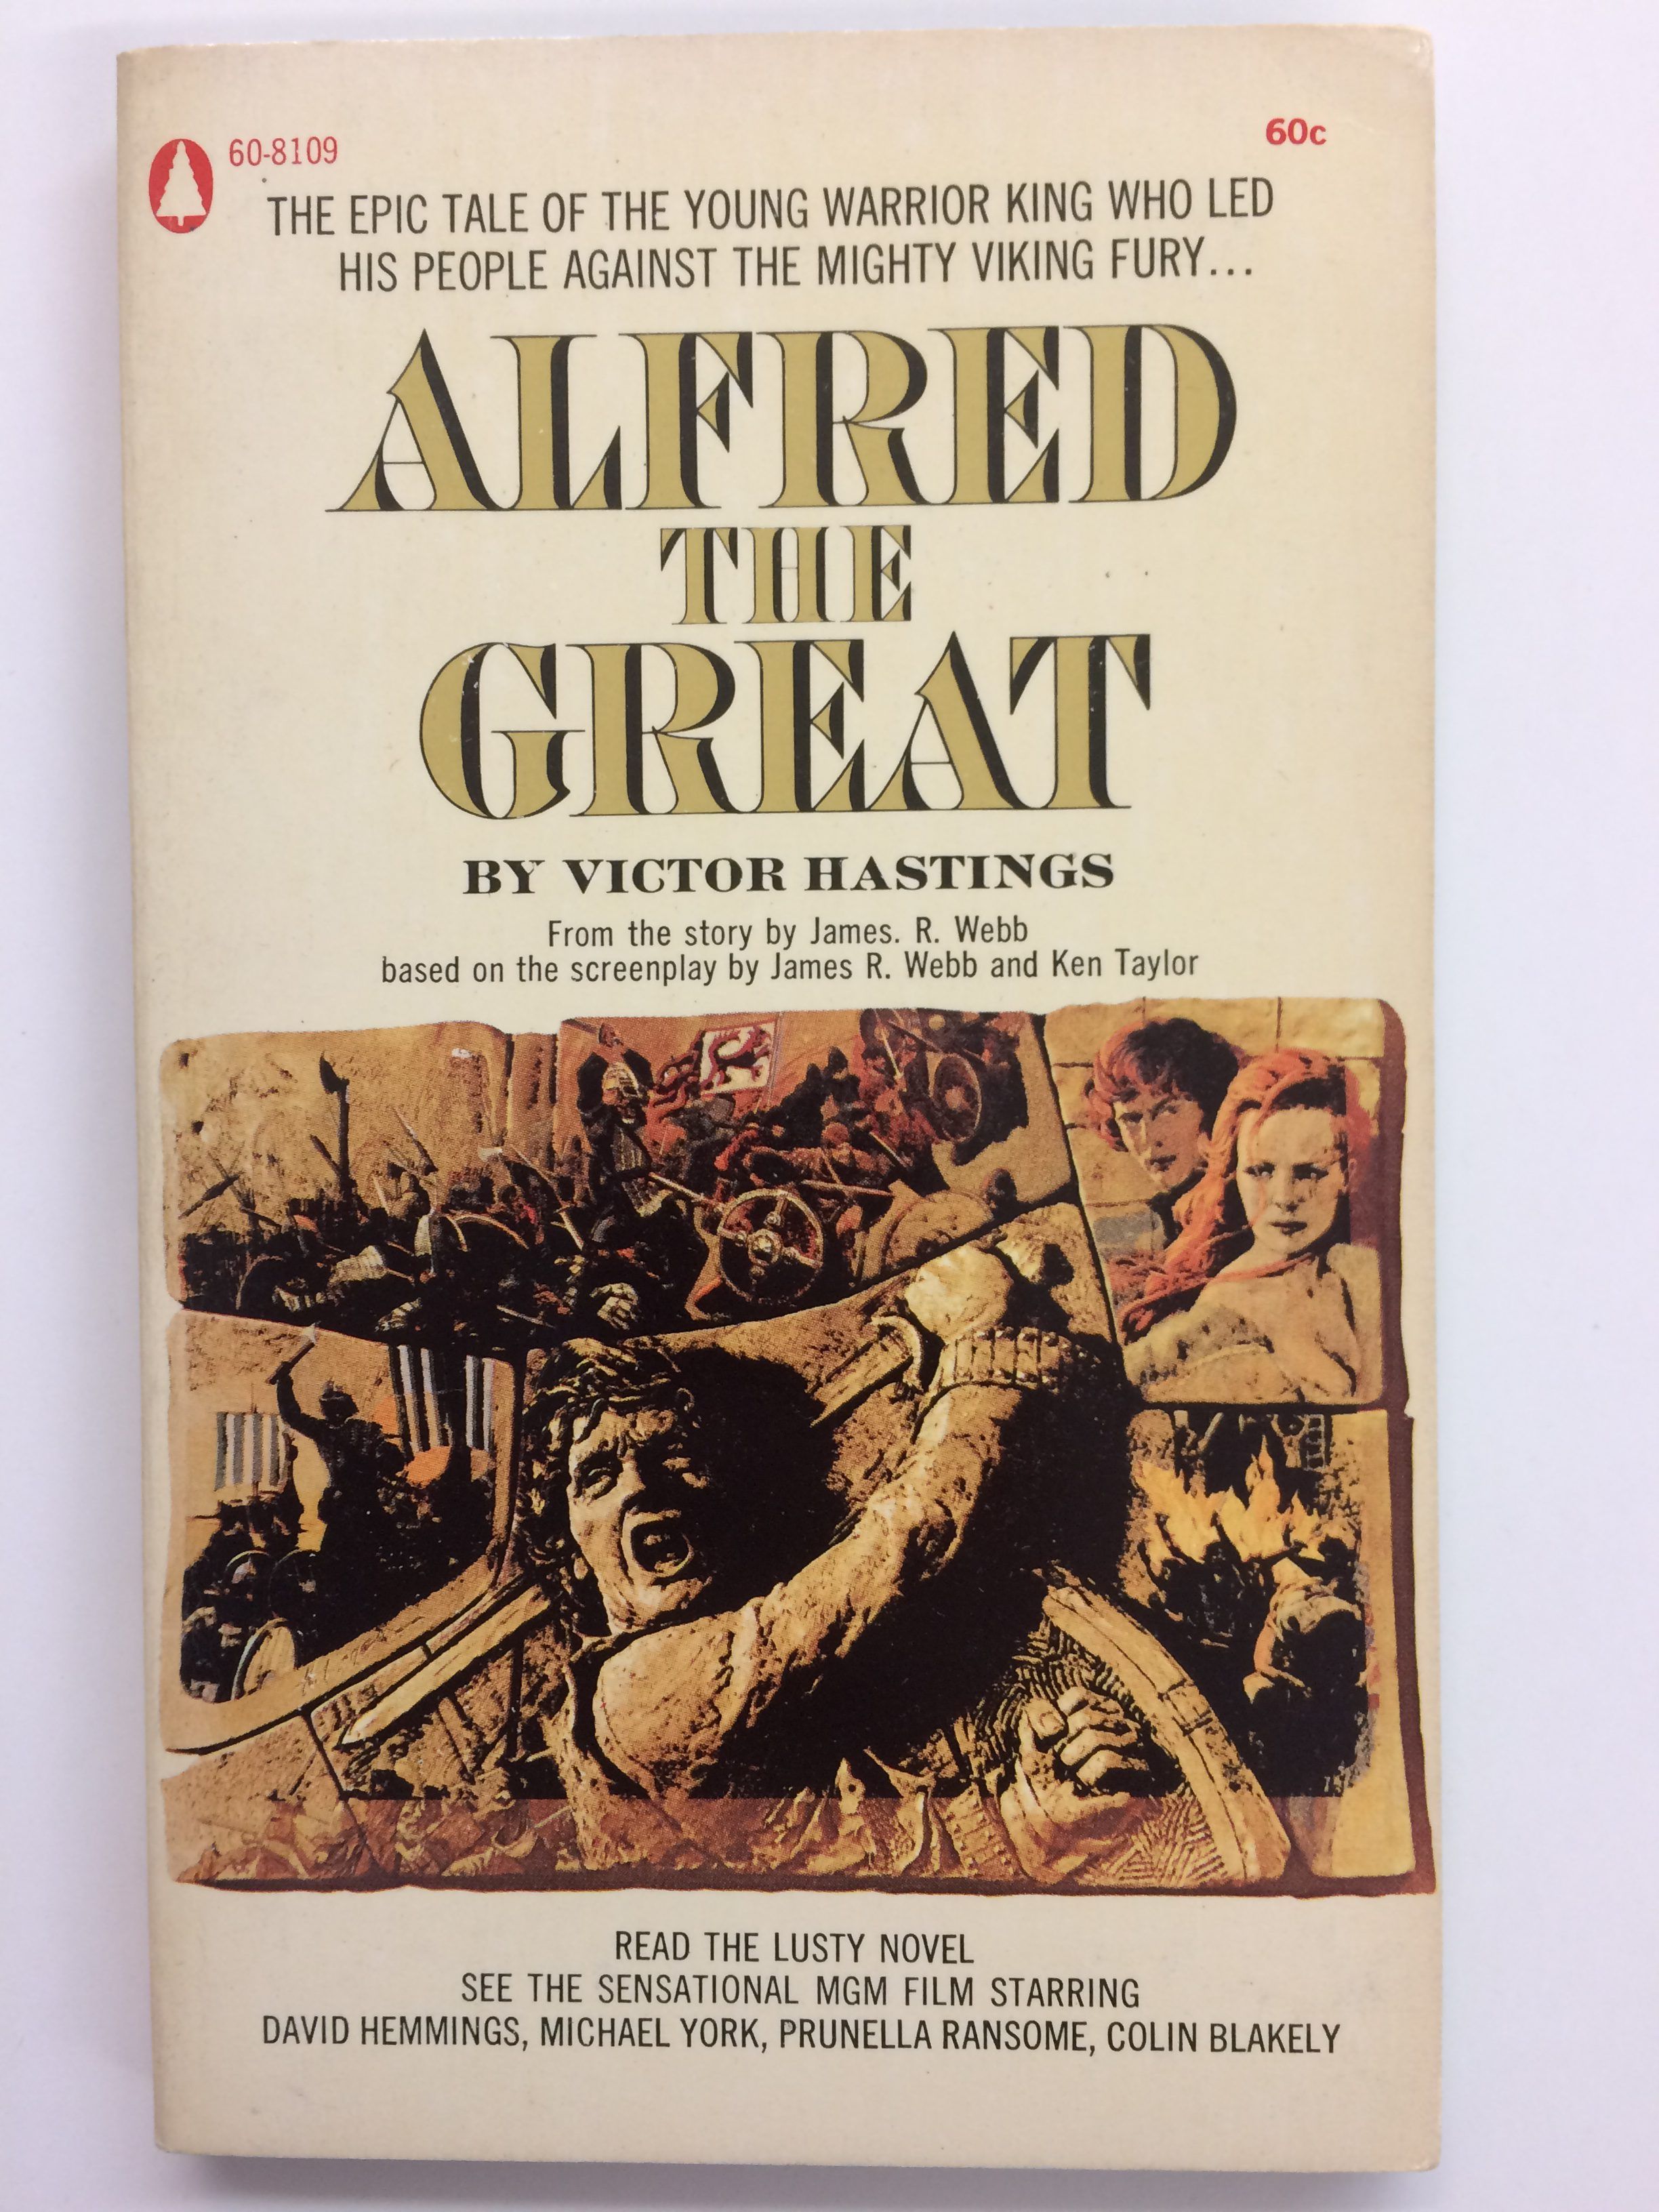 60-8109
60c
THE EPIC TALE OF THE YOUNG WARRIOR KING WHO LED
HIS PEOPLE AGAINST THE MIGHTY VIKING FURY...
ALFRED
THE
GREAT
BY VICTOR HASTINGS
From the story by James. R. Webb
based on the screenplay by James R. Webb and Ken Taylor
READ THE LUSTY NOVEL
SEE THE SENSATIONAL MGM FILM STARRING
DAVID HEMMINGS, MICHAEL YORK, PRUNELLA RANSOME, COLIN BLAKELY